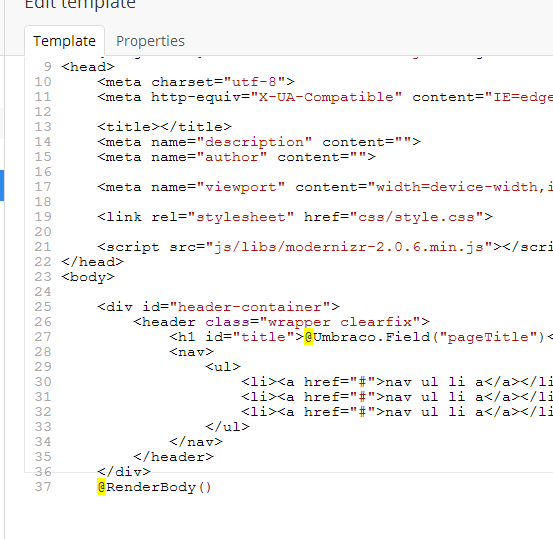 Edit template
Template Properties
9 <head>
10 <meta charset="utf-8">
11 <meta http-equiv="X-UA-Compatible" content="IE=edge
12
13 <title></title>
14 <meta name="description" content="">
15 <meta name="author" content="">
16
17 <meta name="viewport" content="width=device-width,i
18
19 <link rel="stylesheet" href="css/style.css">
20
21 <script src="js/libs/modernizr-2.0.6.min.js"></scri
22 </head>
23 <body>
24
25 <div id="header-container">
26 <header class="wrapper clearfix">
27 <h1 id="title">@Umbraco.Field("pageTitle")<
28 <nav>
29 <ul>
30 <li><a href="#">nav ul li a</a></li
31 <li><a href="#">nav ul li a</a></li
32 <li><a href="#">nav ul li a</a></li
33 </ul>
34 </nav>
35 </header>
36 </div>
37 @RenderBody()